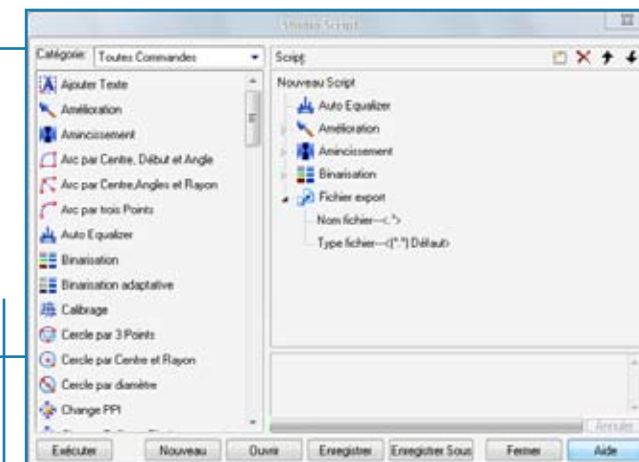 Studio Script
Catégorie: Toutes Commandes
Ajouter Texte
Amélioration
Amincissement
Arc par Centre, Début et Angle
Arc par Centre,Angles et Rayon
Arc par trois Points
Auto Equalizer
Binarisation
Binarisation adaptative
Calibrage
Cercle par 3 Points
Cercle par Centre et Rayon
Cercle par diamètre
Change PPI
Script:
Nouveau Script
Auto Equalizer
Amélioration
Amincissement
Binarisation
Fichier export
Nom fichier---<.*>
Type fichier---<(*.*) Défaut>
Annuler
Exécuter Nouveau Ouvrir Enregistrer Enregistrer Sous Fermer Aide